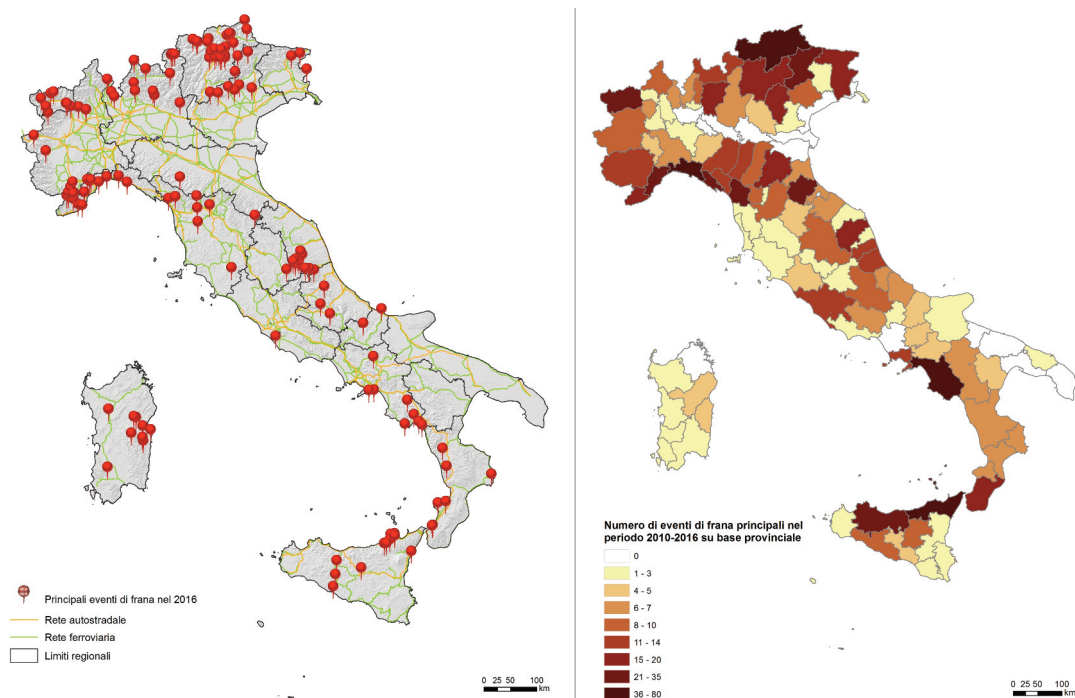 Principali eventi di frana nel 2016
Rete autostradale
Rete ferroviaria
Limiti regionali
0 25 50 100
km
Numero di eventi di frana principali nel
periodo 2010-2016 su base provinciale
0
1 - 3
4 - 5
6 - 7
8 - 10
11 - 14
15 - 20
21 - 35
36 - 80
0 25 50 100
km